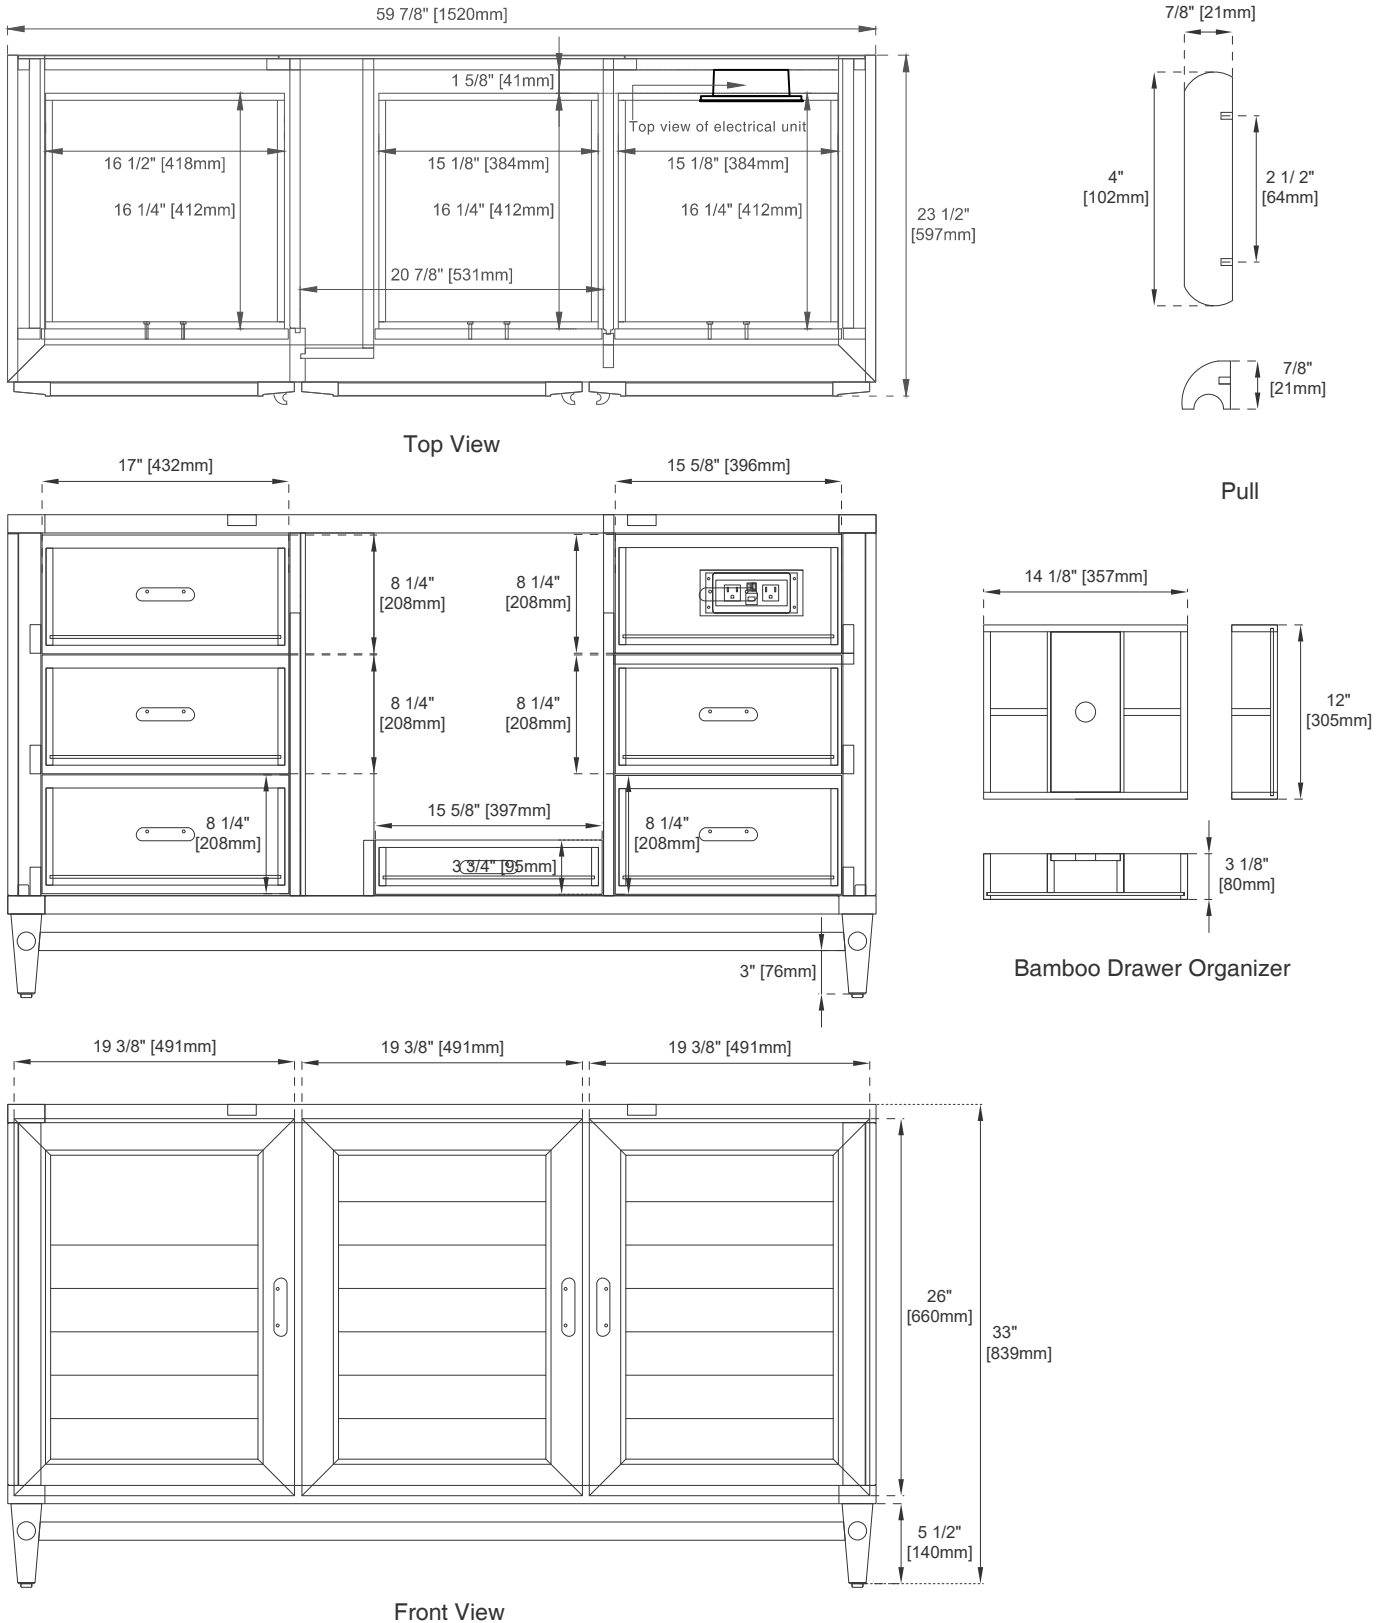 59 7/8" [1520mm]
7/8" [21mm]
1 5/8" [41mm]
Top view of electrical unit
16 1/2" [418mm]
15 1/8" [384mm]
15 1/8" [384mm]
16 1/4" [412mm]
16 1/4" [412mm]
16 1/4" [412mm]
20 7/8" [531mm]
23 1/2"
[597mm]
4"
[102mm]
2 1/ 2"
[64mm]
7/8"
[21mm]
Top View
Pull
17" [432mm]
15 5/8" [396mm]
8 1/4"
[208mm]
8 1/4"
[208mm]
8 1/4"
[208mm]
8 1/4"
[208mm]
8 1/4"
[208mm]
15 5/8" [397mm]
3 3/4" [95mm]
8 1/4"
[208mm]
3" [76mm]
14 1/8" [357mm]
12"
[305mm]
3 1/8"
[80mm]
Bamboo Drawer Organizer
19 3/8" [491mm]
19 3/8" [491mm]
19 3/8" [491mm]
26"
[660mm]
33"
[839mm]
5 1/2"
[140mm]
Front View